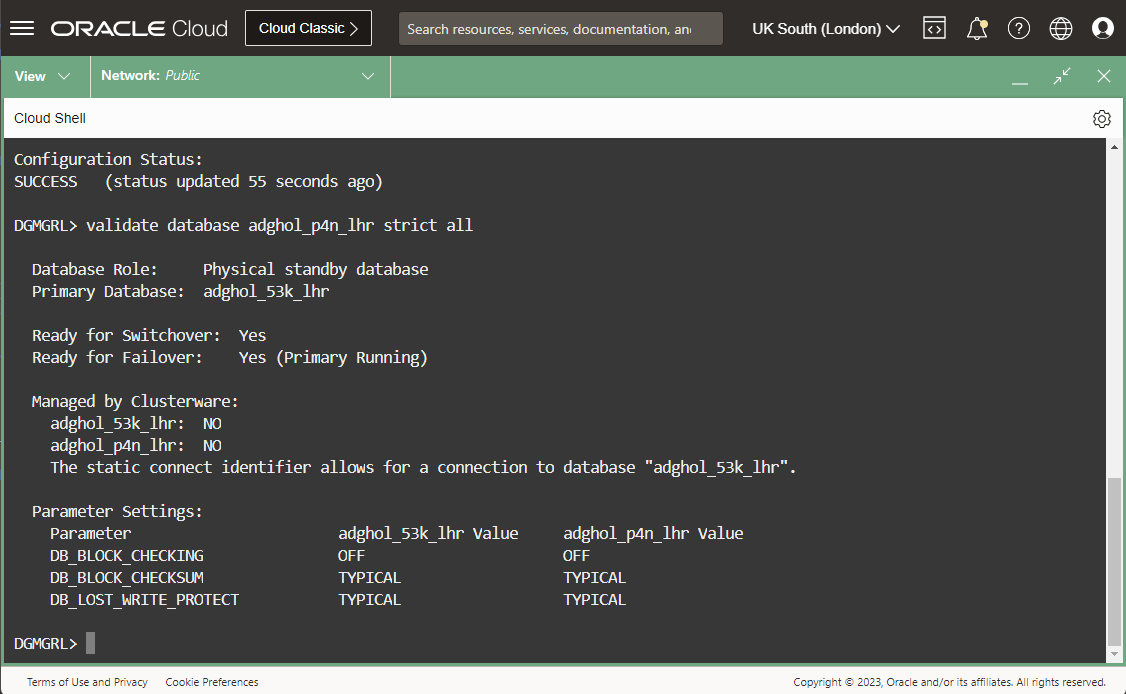 ORACLE Cloud
Cloud Classic
Search resources, services, documentation, an
UK South (London)
View
Network: Public
Cloud Shell
Configuration Status:
SUCCESS   (status updated 55 seconds ago)
DGMGRL> validate database adghol_p4n_lhr strict all
Database Role:     Physical standby database
Primary Database:  adghol_53k_lhr
Ready for Switchover:  Yes
Ready for Failover:    Yes (Primary Running)
Managed by Clusterware:
adghol_53k_lhr:  NO
adghol_p4n_lhr:  NO
The static connect identifier allows for a connection to database "adghol_53k_lhr".
Parameter Settings:
Parameter                       adghol_53k_lhr Value     adghol_p4n_lhr Value
DB_BLOCK_CHECKING               OFF                      OFF
DB_BLOCK_CHECKSUM               TYPICAL                  TYPICAL
DB_LOST_WRITE_PROTECT           TYPICAL                  TYPICAL
DGMGRL>
Terms of Use and Privacy
Cookie Preferences
Copyright © 2023, Oracle and/or its affiliates. All rights reserved.